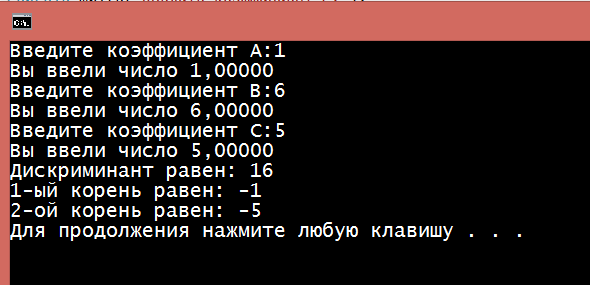 Введите коэффициент A:1
Вы ввели число 1,00000
Введите коэффициент B:6
Вы ввели число 6,00000
Введите коэффициент C:5
Вы ввели число 5,00000
Дискриминант равен: 16
1-ый корень равен: -1
2-ой корень равен: -5
Для продолжения нажмите любую клавишу . . .